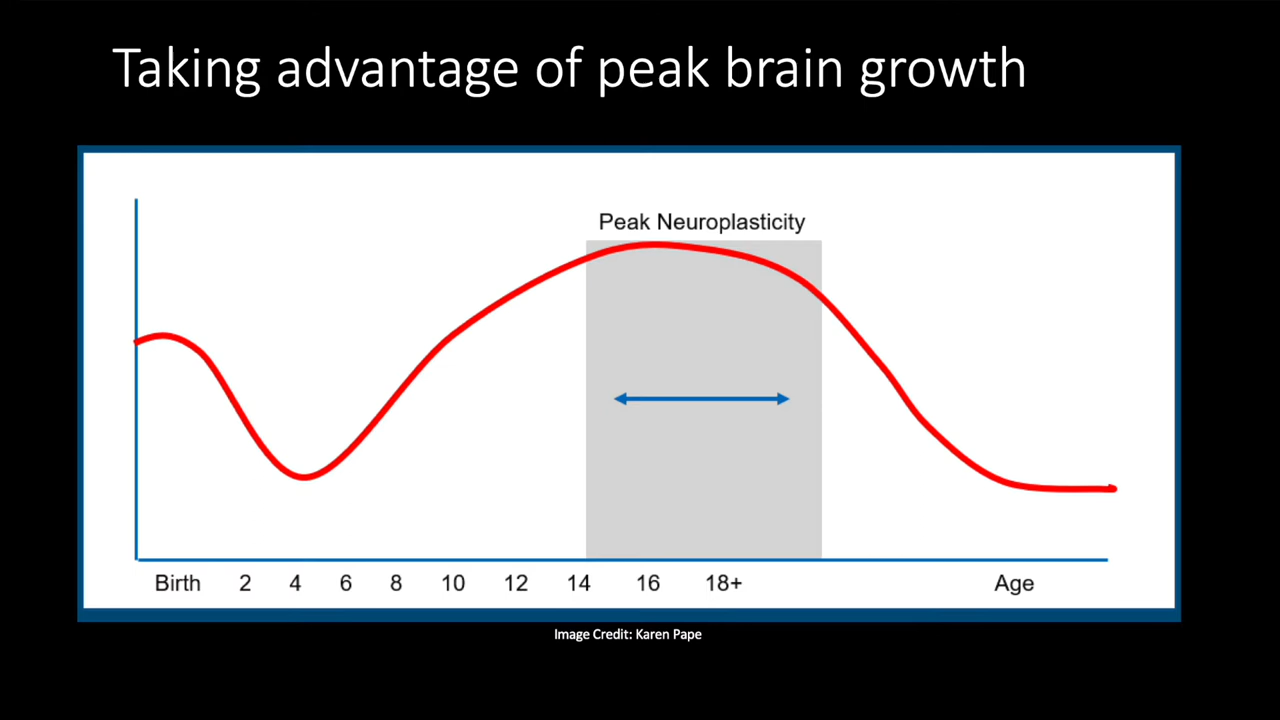 Taking advantage of peak brain growth
Peak Neuroplasticity
Birth 2 4 6 8 10 12 14 16 18+ Age
Image Credit: Karen Pape